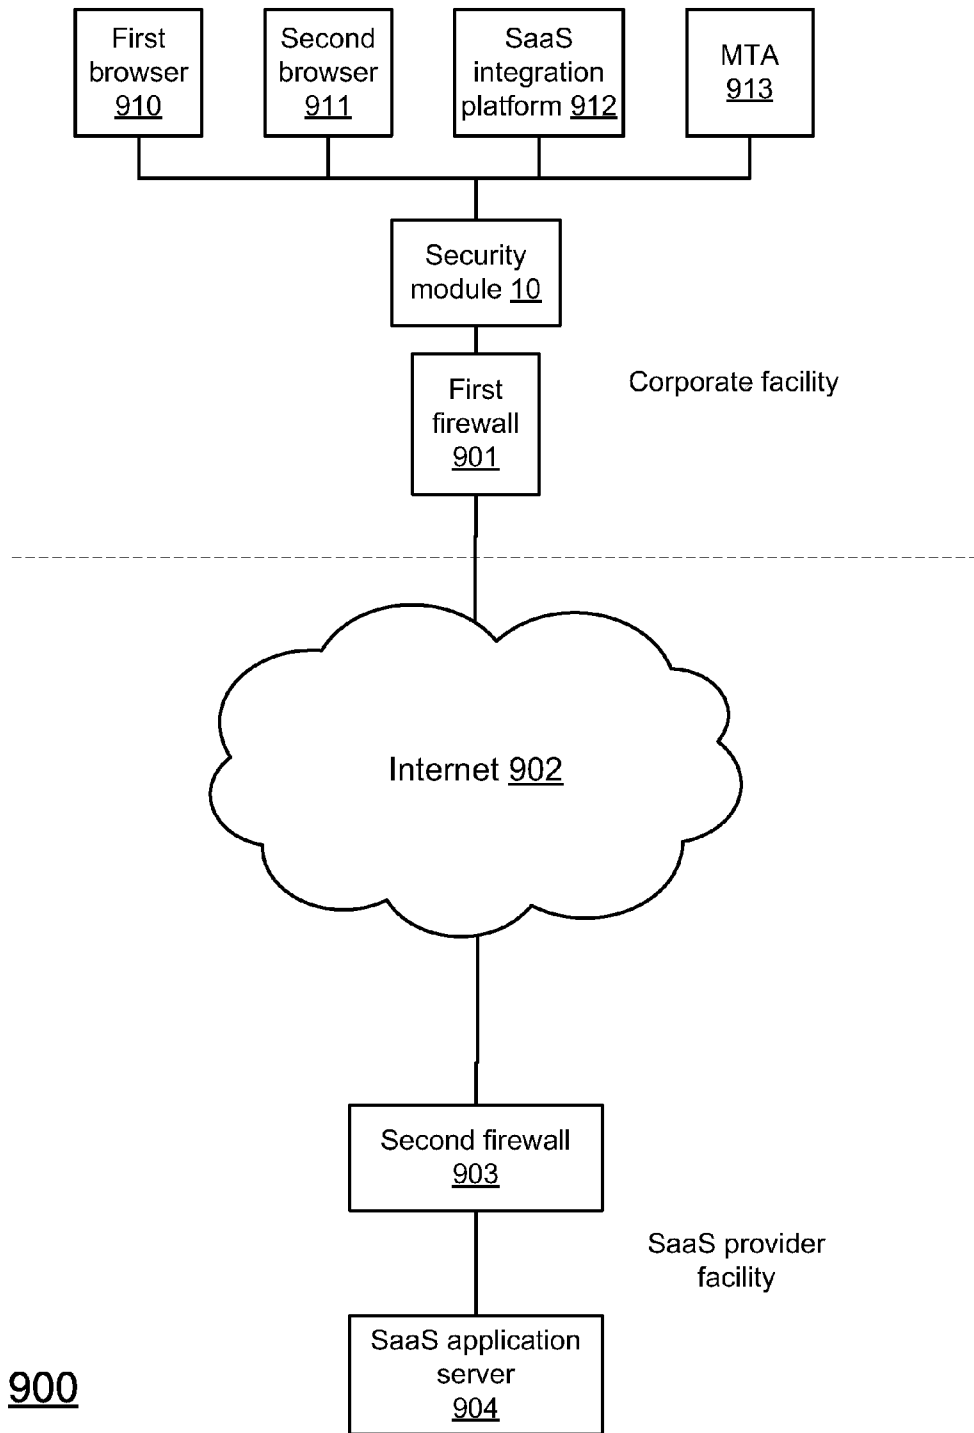 First
browser
910
Second
browser
911
SaaS
integration
platform 912
MTA
913
Security
module 10
First
firewall
901
Corporate facility
Internet 902
Second firewall
903
SaaS provider
facility
SaaS application
server
904
900